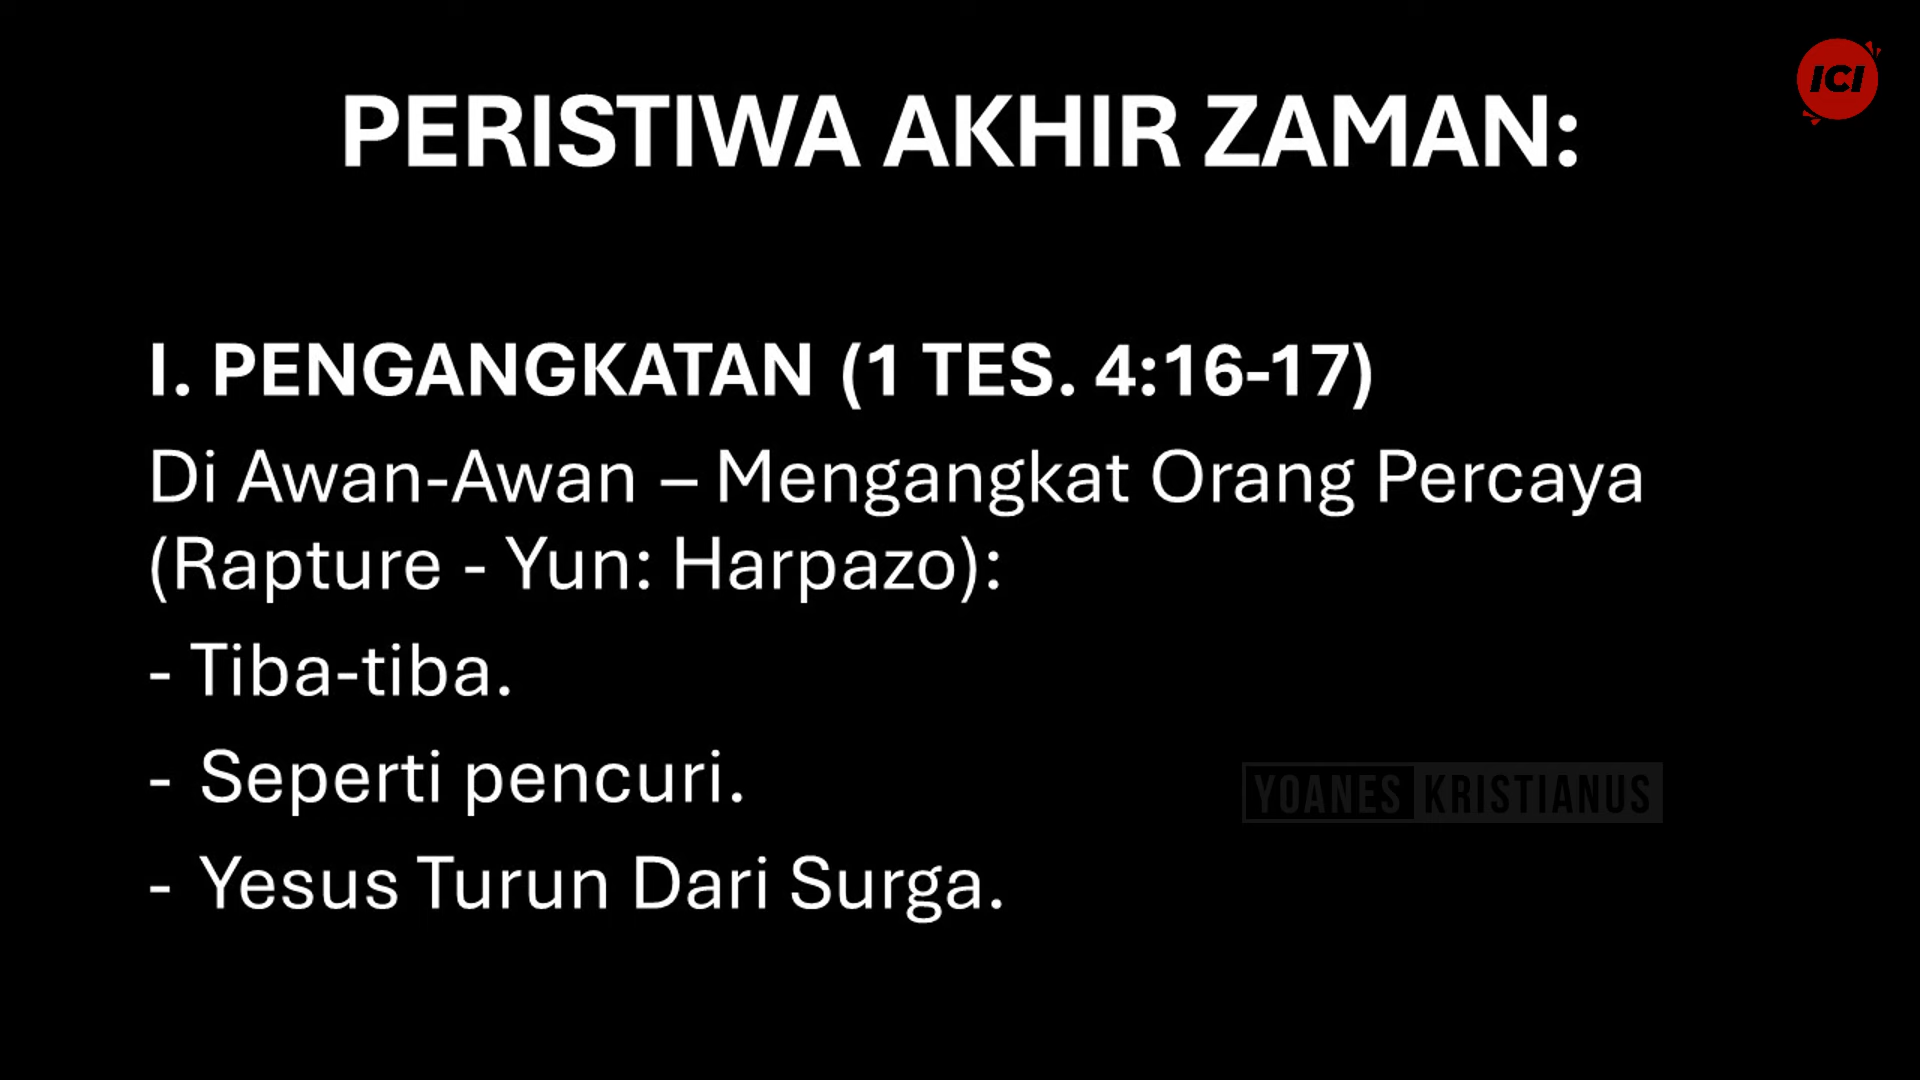 ICI
PERISTIWA AKHIR ZAMAN:
I. PENGANGKATAN (1 TES. 4:16-17)
Di Awan-Awan – Mengangkat Orang Percaya
(Rapture - Yun: Harpazo):
- Tiba-tiba.
- Seperti pencuri.
- Yesus Turun Dari Surga.
YOANES KRISTIANUS